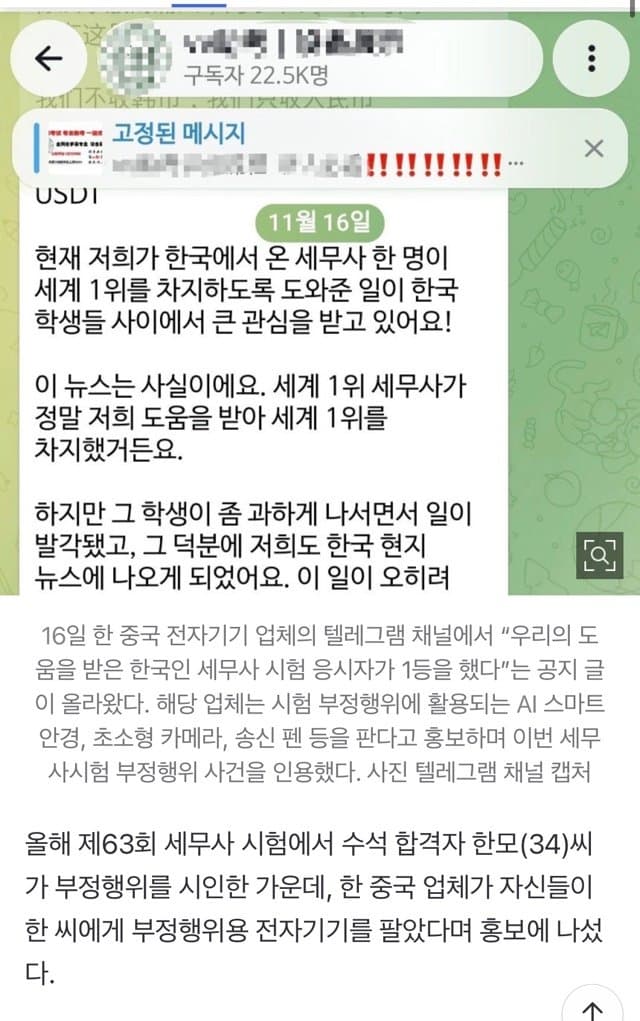 구독자 22.5K명
고정된 메시지
!!!!!!!!!!!! ...
USDT
11월 16일
현재 저희가 한국에서 온 세무사 한 명이
세계 1위를 차지하도록 도와준 일이 한국
학생들 사이에서 큰 관심을 받고 있어요!
이 뉴스는 사실이에요. 세계 1위 세무사가
정말 저희 도움을 받아 세계 1위를
차지했거든요.
하지만 그 학생이 좀 과하게 나서면서 일이
발각됐고, 그 덕분에 저희도 한국 현지
뉴스에 나오게 되었어요. 이 일이 오히려
16일 한 중국 전자기기 업체의 텔레그램 채널에서 “우리의 도
움을 받은 한국인 세무사 시험 응시자가 1등을 했다”는 공지 글
이 올라왔다. 해당 업체는 시험 부정행위에 활용되는 AI 스마트
안경, 초소형 카메라, 송신 펜 등을 판다고 홍보하며 이번 세무
사시험 부정행위 사건을 인용했다. 사진 텔레그램 채널 캡처
올해 제63회 세무사 시험에서 수석 합격자 한모(34)씨
가 부정행위를 시인한 가운데, 한 중국 업체가 자신들이
한 씨에게 부정행위용 전자기기를 팔았다며 홍보에 나섰
다.